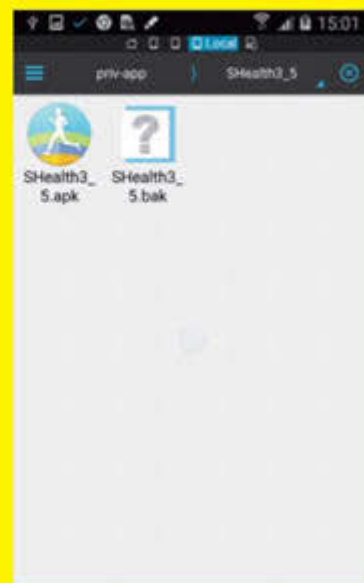 15:01
Local
priv-app
SHealth3_5
SHealth3_
5.apk
SHealth3_
5.bak